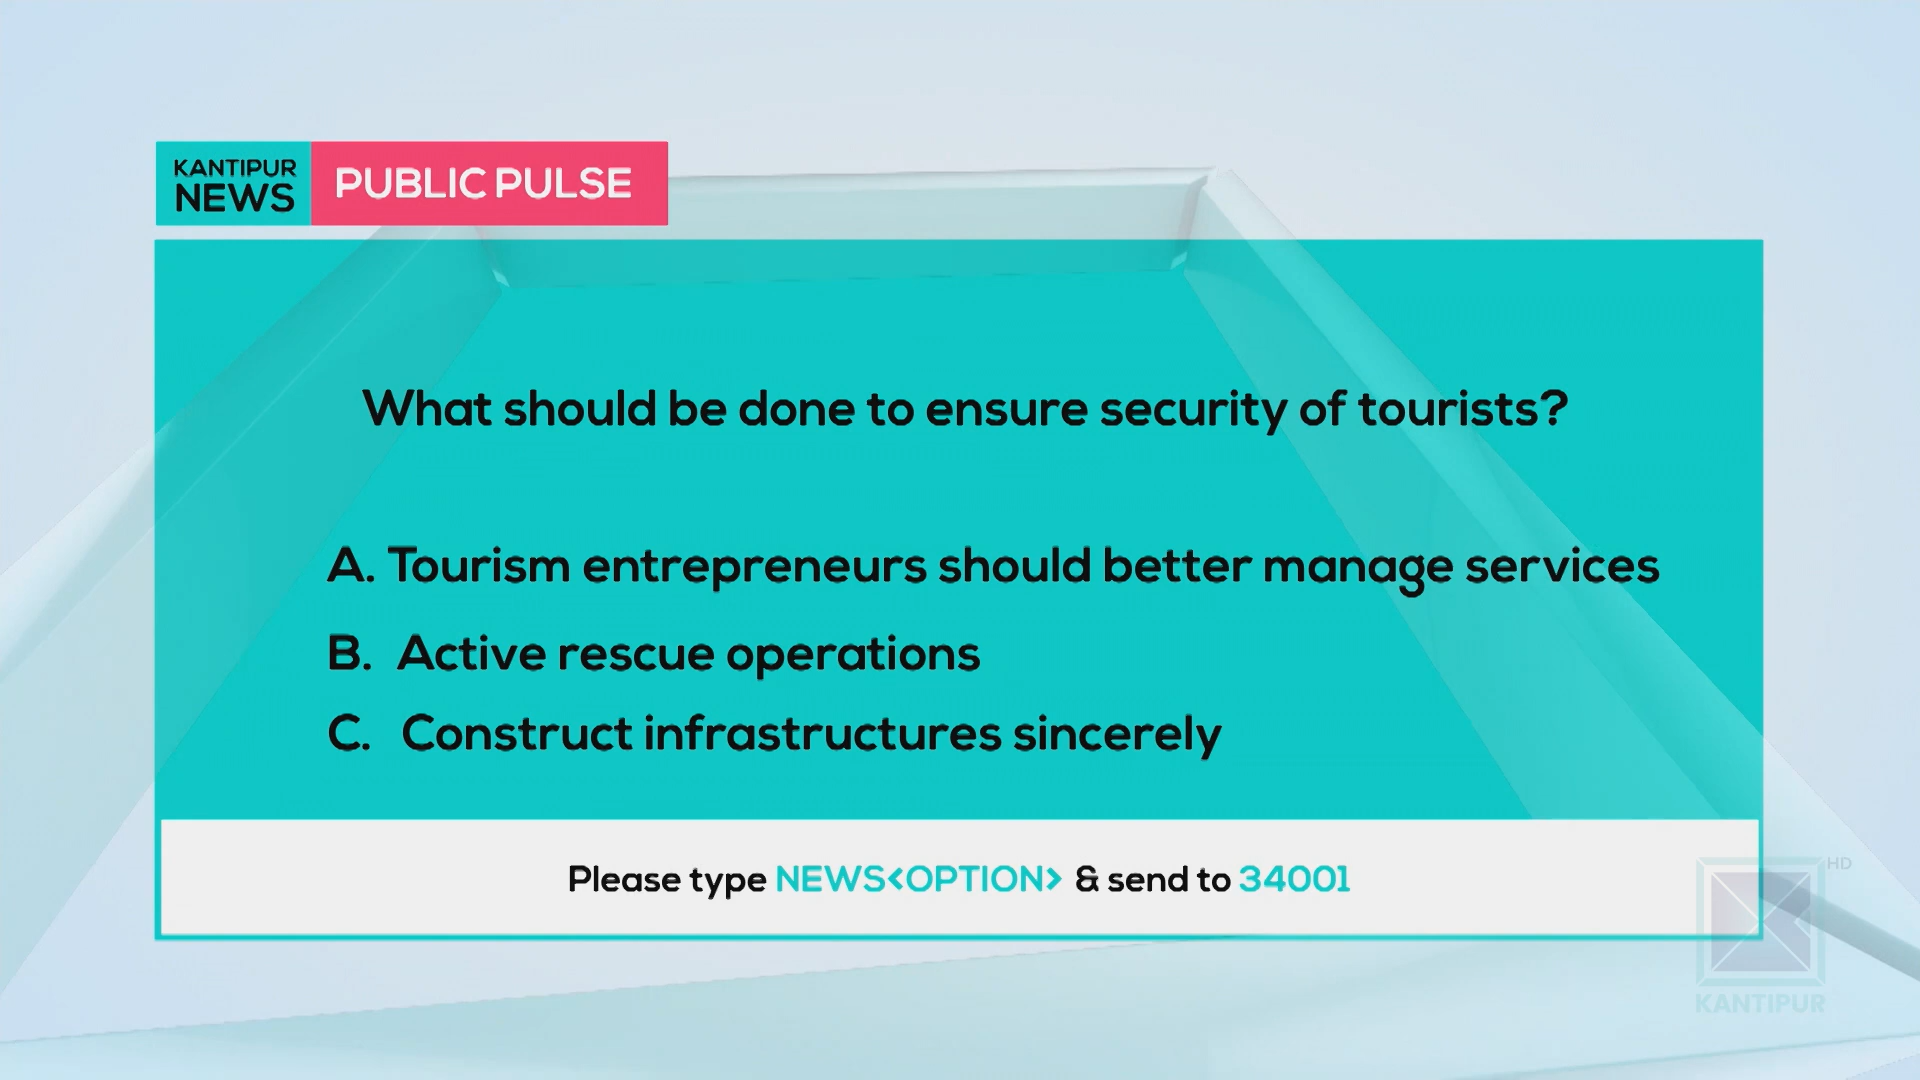 KANTIPUR
NEWS
PUBLIC PULSE
What should be done to ensure security of tourists?
A. Tourism entrepreneurs should better manage services
B. Active rescue operations
C. Construct infrastructures sincerely
Please type NEWS<OPTION> & send to 34001
HD
KANTIPUR